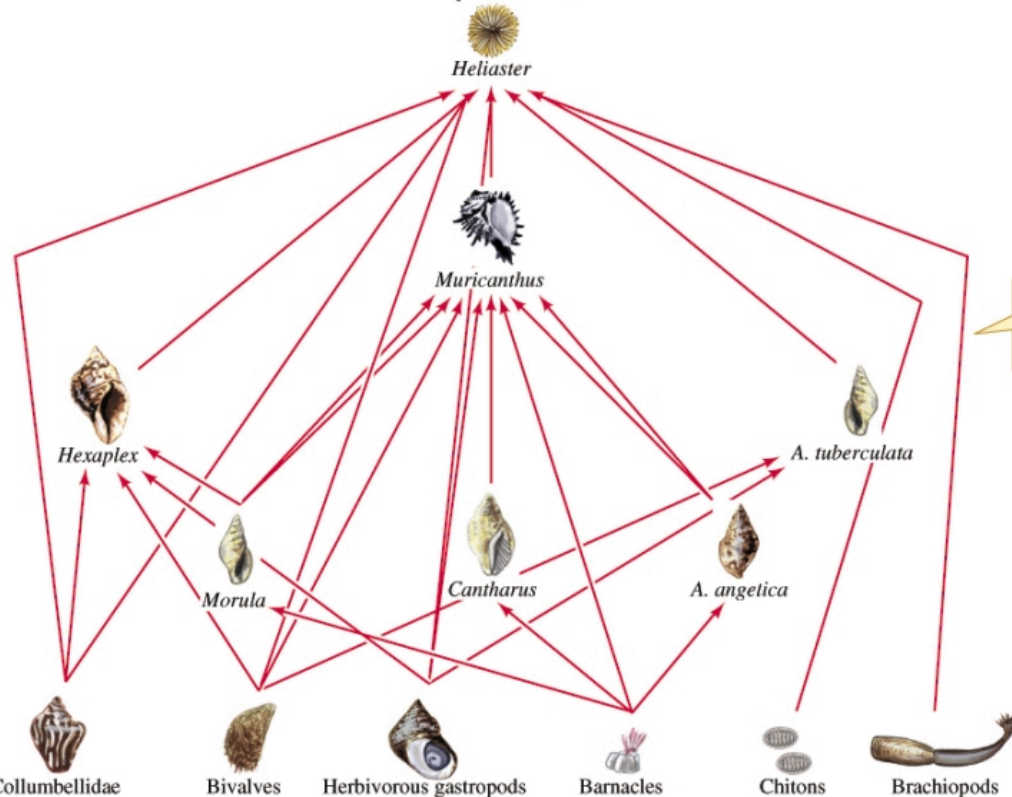 Heliaster
Muricanthus
Hexaplex
A. tuberculata
Morula
Cantharus
A. angetica
Collumbellidae
Bivalves
Herbivorous gastropods
Barnacles
Chitons
Brachiopods